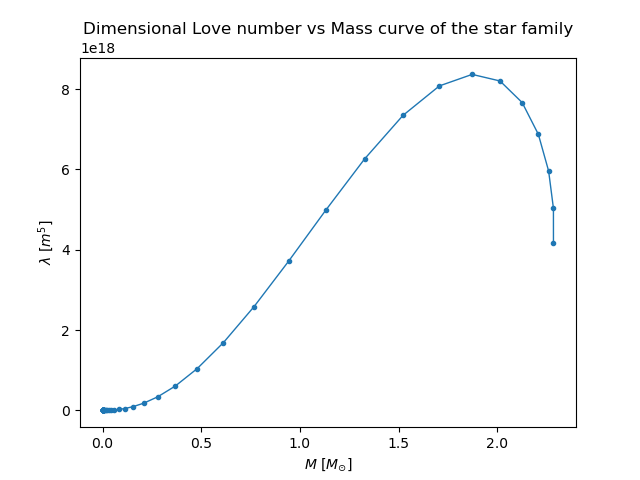 Dimensional Love number vs Mass curve of the star family
1e18
8
6
4
2
0
λ [m⁵]
0.0 0.5 1.0 1.5 2.0
M [M⊙]